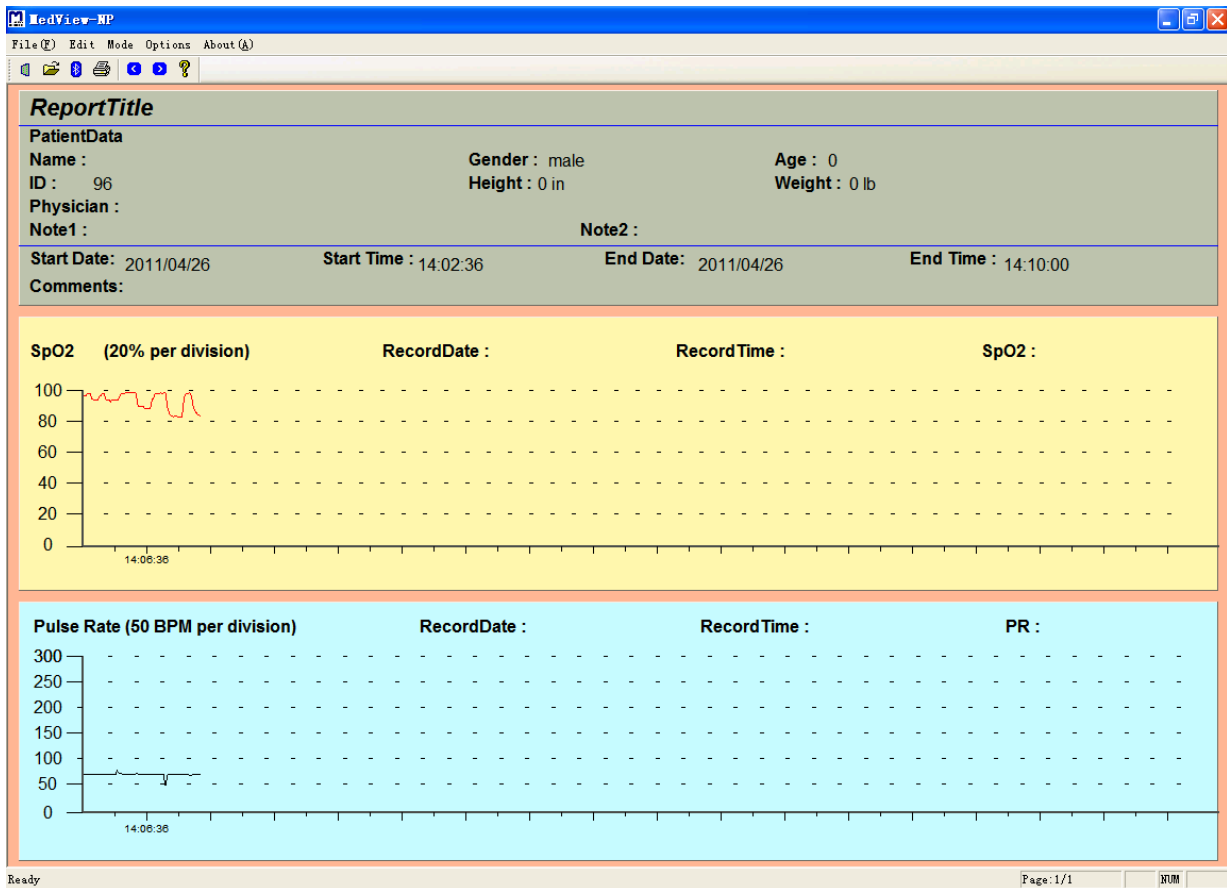 MedView-NP
File(F) Edit Mode Options About(A)
ReportTitle
PatientData
Name : Gender : male Age : 0
ID : 96 Height : 0 in Weight : 0 lb
Physician :
Note1 : Note2 :
Start Date: 2011/04/26 Start Time : 14:02:36 End Date: 2011/04/26 End Time : 14:10:00
Comments:
SpO2 (20% per division) RecordDate : RecordTime : SpO2 :
100
80
60
40
20
0
14:06:36
Pulse Rate (50 BPM per division) RecordDate : RecordTime : PR :
300
250
200
150
100
50
0
14:06:36
Ready Page:1/1 NUM